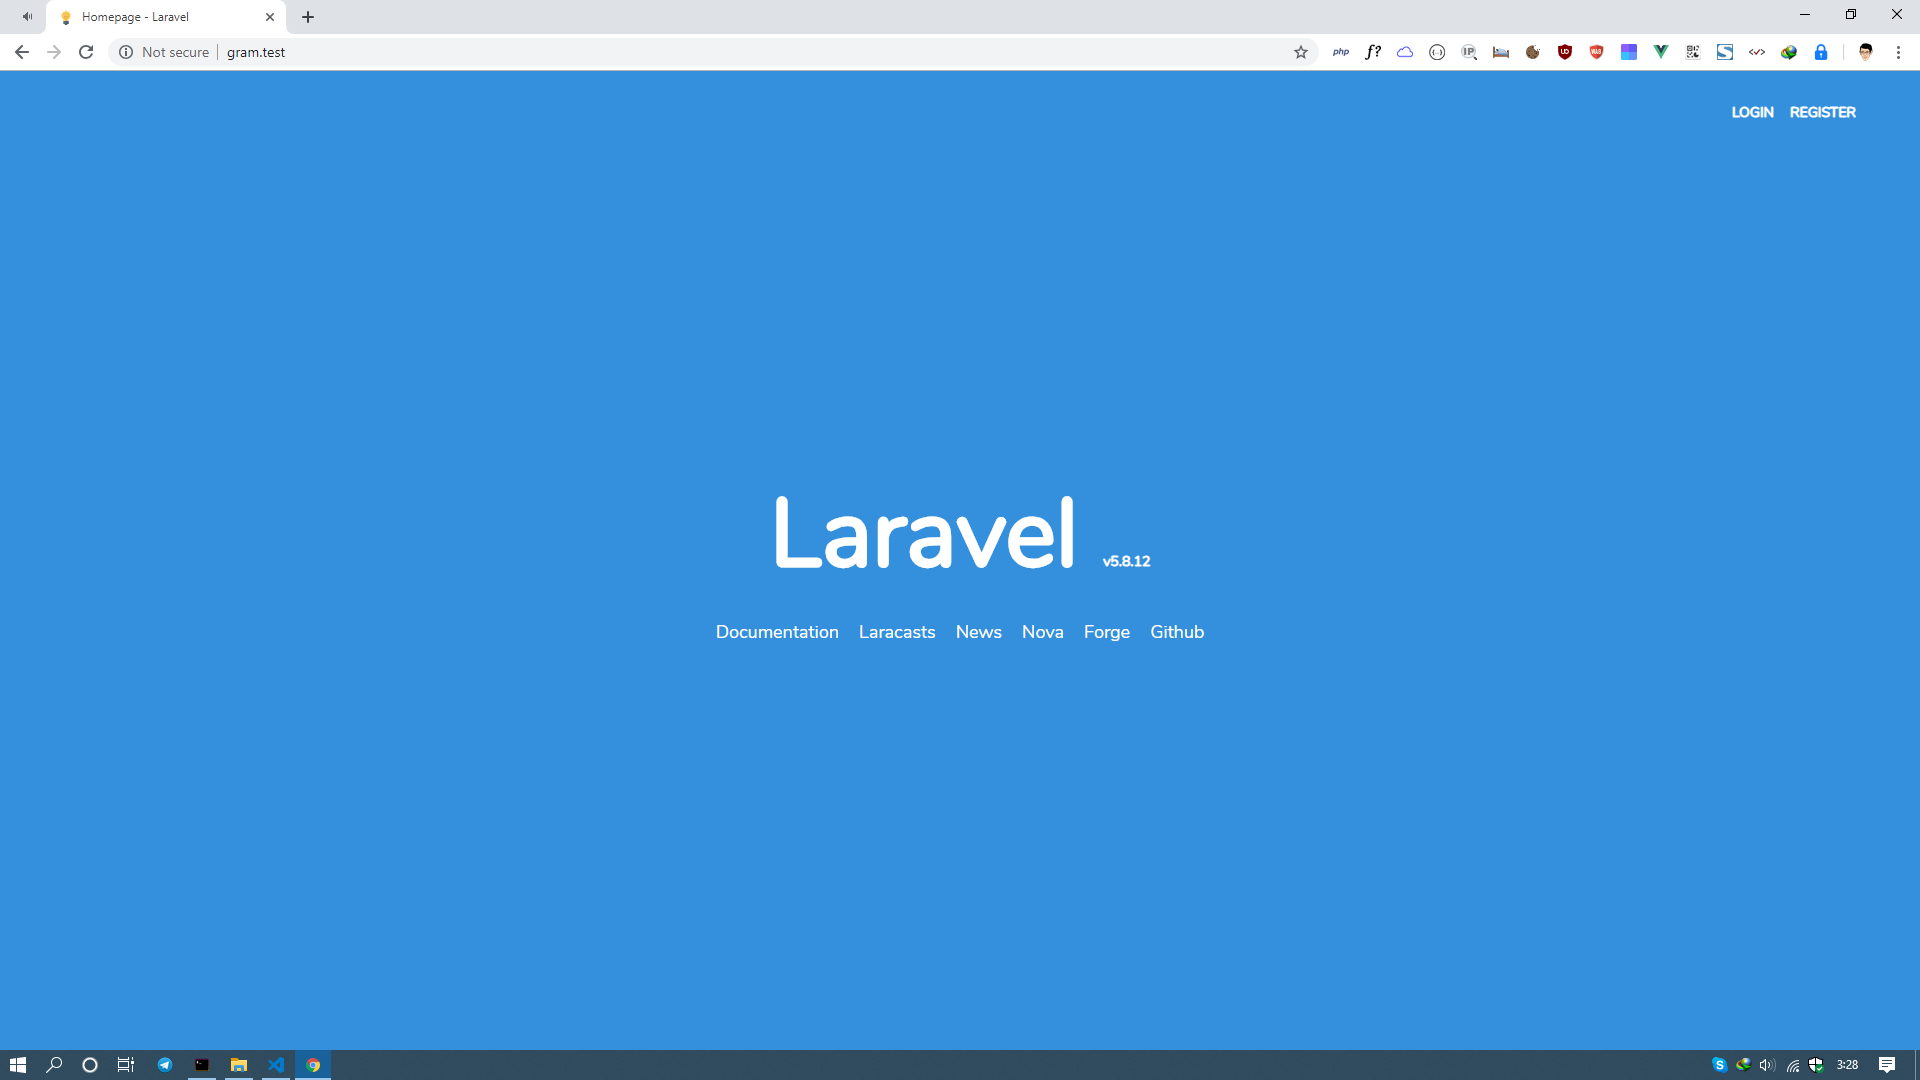 Homepage - Laravel
Not secure gram.test
php f?
LOGIN REGISTER
Laravel v5.8.12
Documentation Laracasts News Nova Forge Github
3:28